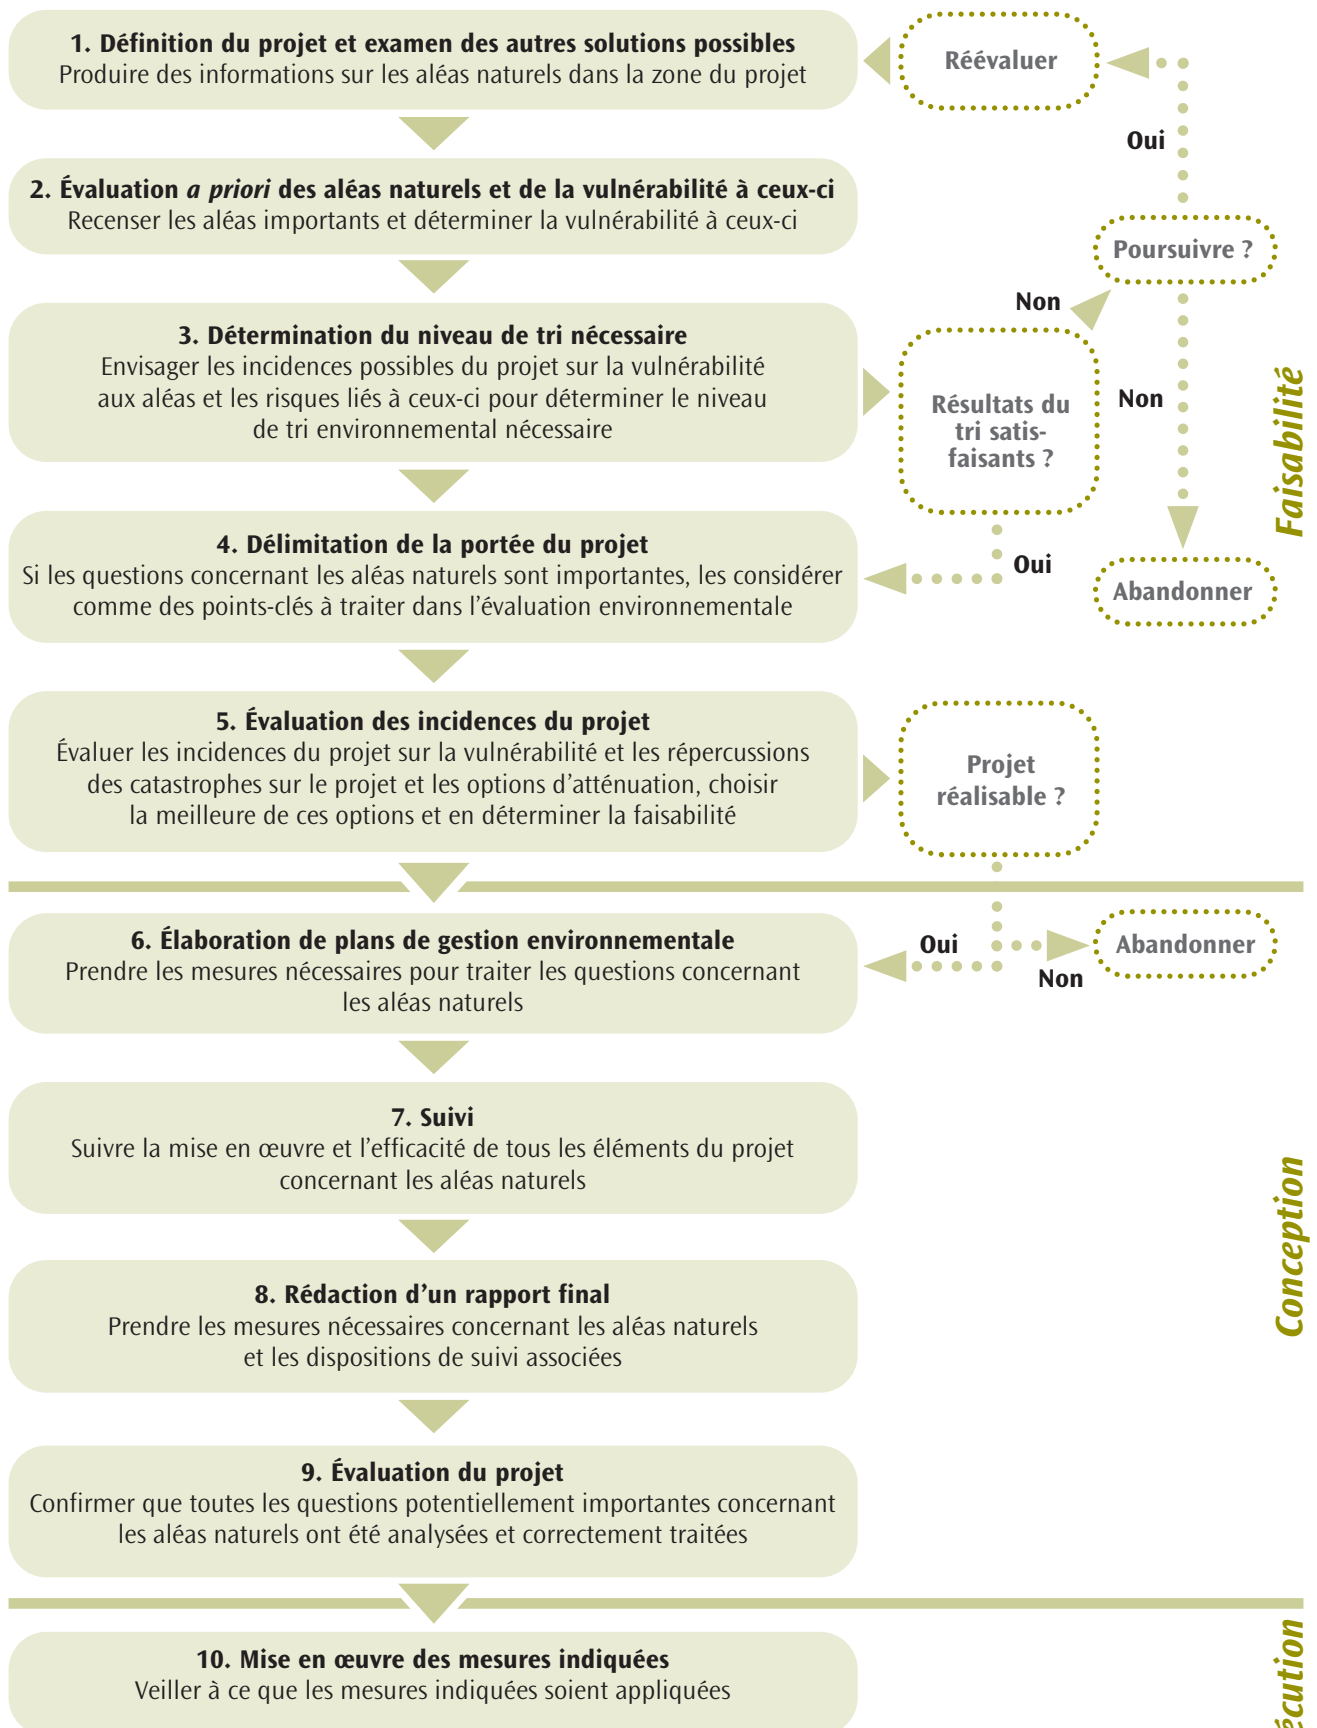 1. Définition du projet et examen des autres solutions possibles
Produire des informations sur les aléas naturels dans la zone du projet
Réévaluer
Oui
2. Évaluation a priori des aléas naturels et de la vulnérabilité à ceux-ci
Recenser les aléas importants et déterminer la vulnérabilité à ceux-ci
Poursuivre ?
Non
3. Détermination du niveau de tri nécessaire
Envisager les incidences possibles du projet sur la vulnérabilité
aux aléas et les risques liés à ceux-ci pour déterminer le niveau
de tri environnemental nécessaire
Résultats du
tri satis-
faisants ?
Non
Faisabilité
4. Délimitation de la portée du projet
Si les questions concernant les aléas naturels sont importantes, les considérer
comme des points-clés à traiter dans l'évaluation environnementale
Oui
Abandonner
5. Évaluation des incidences du projet
Évaluer les incidences du projet sur la vulnérabilité et les répercussions
des catastrophes sur le projet et les options d'atténuation, choisir
la meilleure de ces options et en déterminer la faisabilité
Projet
réalisable ?
6. Élaboration de plans de gestion environnementale
Prendre les mesures nécessaires pour traiter les questions concernant
les aléas naturels
Oui
Non
Abandonner
7. Suivi
Suivre la mise en œuvre et l'efficacité de tous les éléments du projet
concernant les aléas naturels
Conception
8. Rédaction d'un rapport final
Prendre les mesures nécessaires concernant les aléas naturels
et les dispositions de suivi associées
9. Évaluation du projet
Confirmer que toutes les questions potentiellement importantes concernant
les aléas naturels ont été analysées et correctement traitées
10. Mise en œuvre des mesures indiquées
Veiller à ce que les mesures indiquées soient appliquées